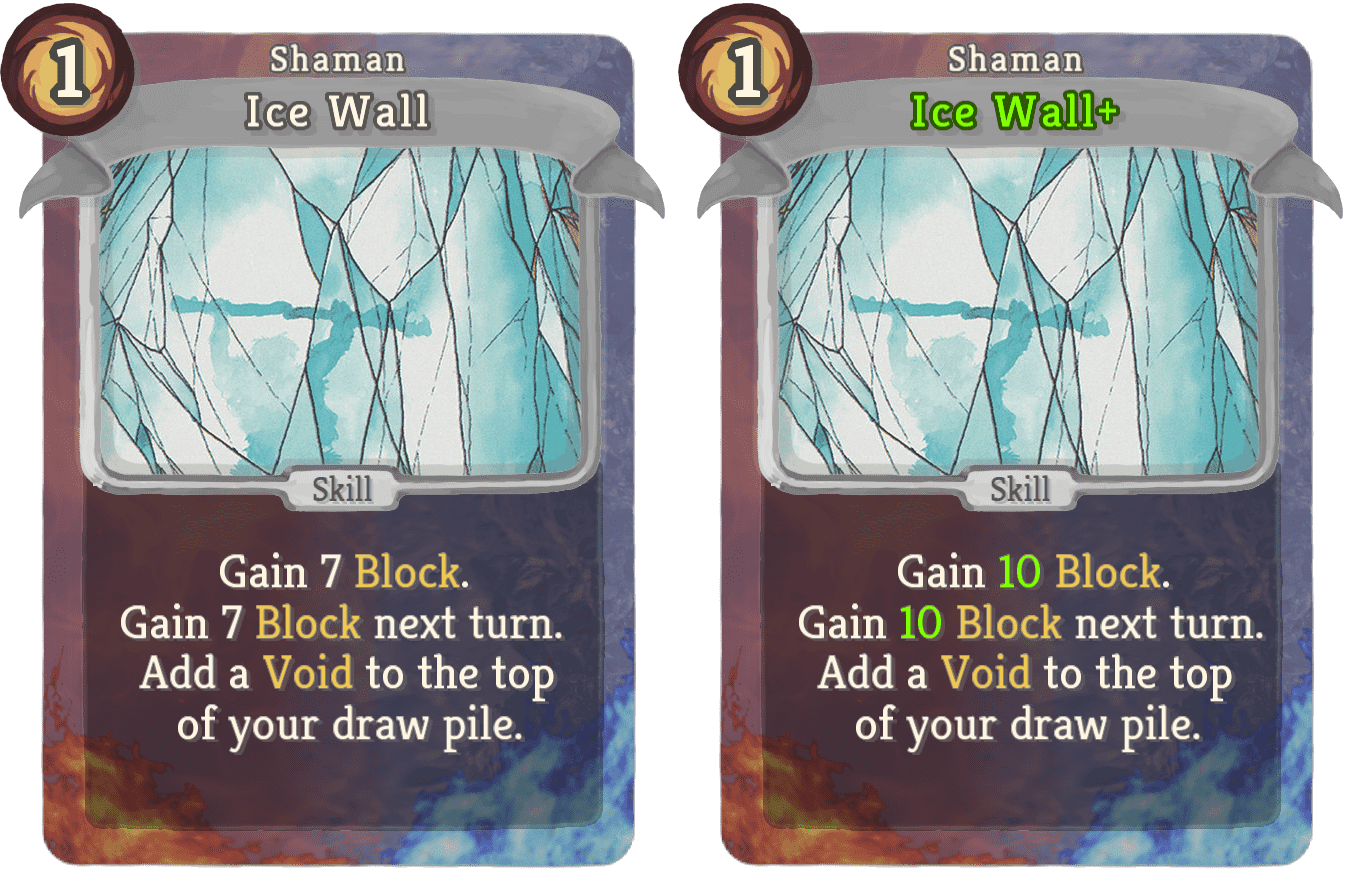 1
Shaman
Ice Wall
Skill
Gain 7 Block.
Gain 7 Block next turn.
Add a Void to the top
of your draw pile.
1
Shaman
Ice Wall+
Skill
Gain 10 Block.
Gain 10 Block next turn.
Add a Void to the top
of your draw pile.